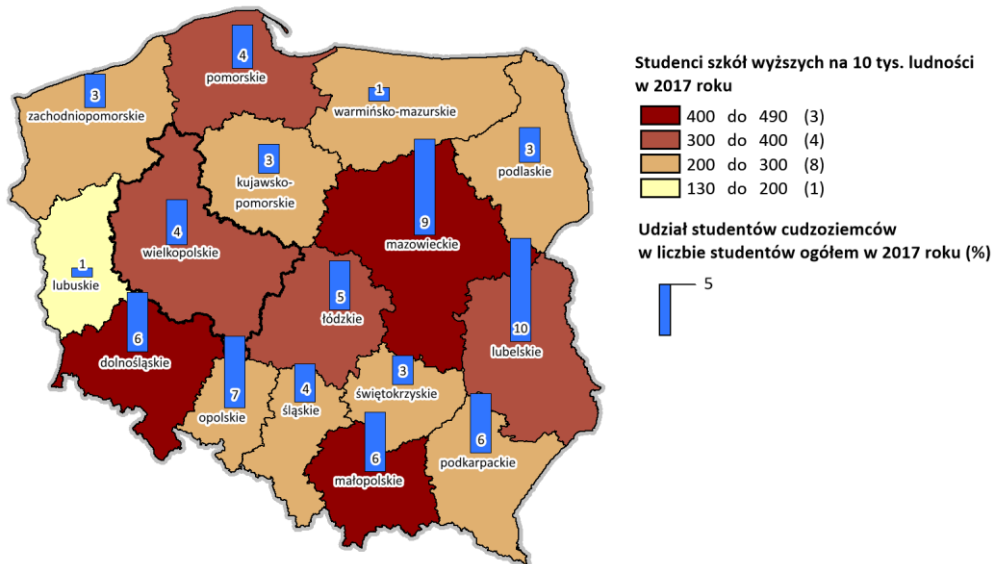 4
pomorskie
3
zachodniopomorskie
1
warmińsko-mazurskie
3
podlaskie
3
kujawsko-
pomorskie
9
mazowieckie
4
wielkopolskie
1
lubuskie
5
łódzkie
10
lubelskie
6
dolnośląskie
7
opolskie
4
śląskie
3
świętokrzyskie
6
małopolskie
6
podkarpackie
Studenci szkół wyższych na 10 tys. ludności
w 2017 roku
400 do 490 (3)
300 do 400 (4)
200 do 300 (8)
130 do 200 (1)
Udział studentów cudzoziemców
w liczbie studentów ogółem w 2017 roku (%)
5